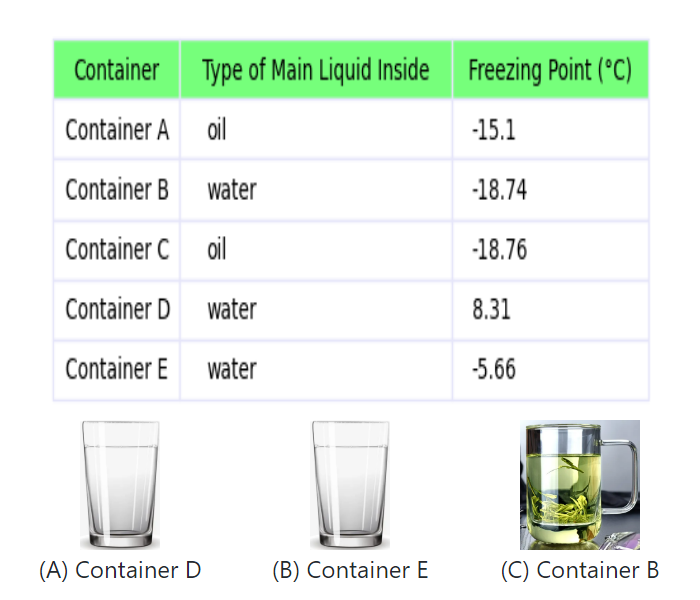 Container Type of Main Liquid Inside Freezing Point (°C)
Container A oil -15.1
Container B water -18.74
Container C oil -18.76
Container D water 8.31
Container E water -5.66
(A) Container D (B) Container E (C) Container B